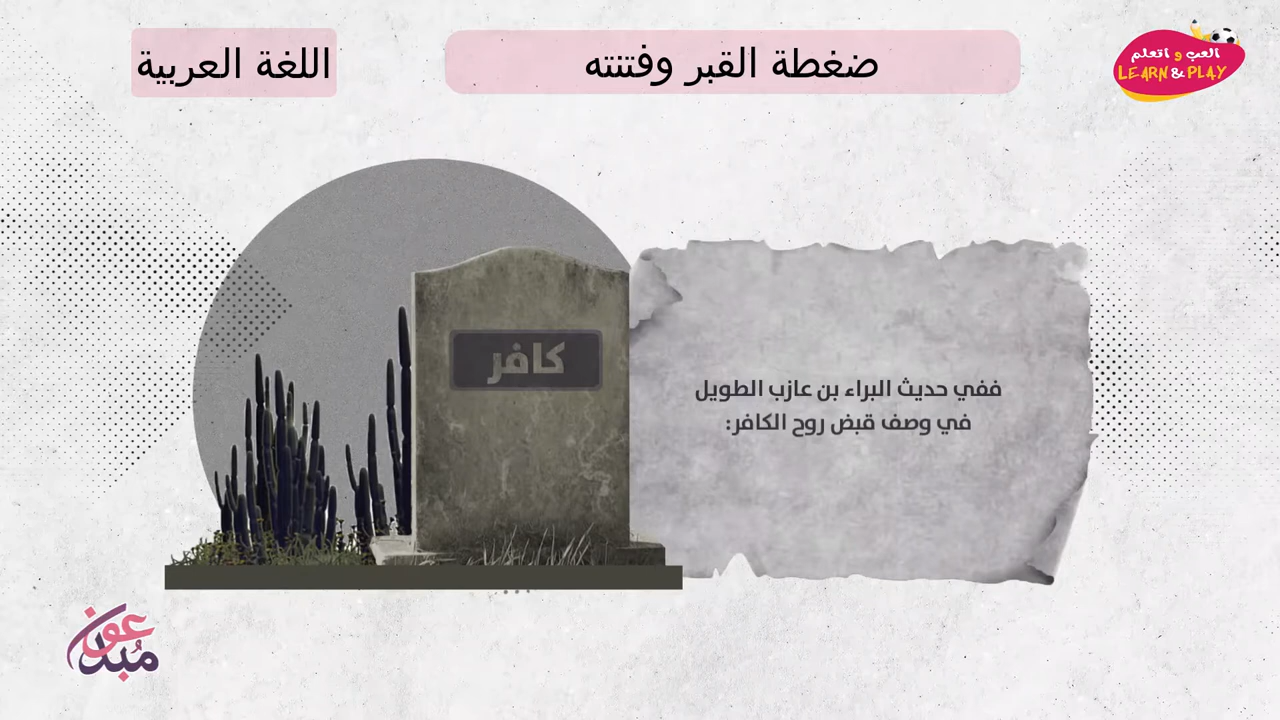 اللغة العربية
ضغطة القبر وفتنته
العب و اتعلم
LEARN & PLAY
كافر
ففي حديث البراء بن عازب الطويل
في وصف قبض روح الكافر:
مبدعون